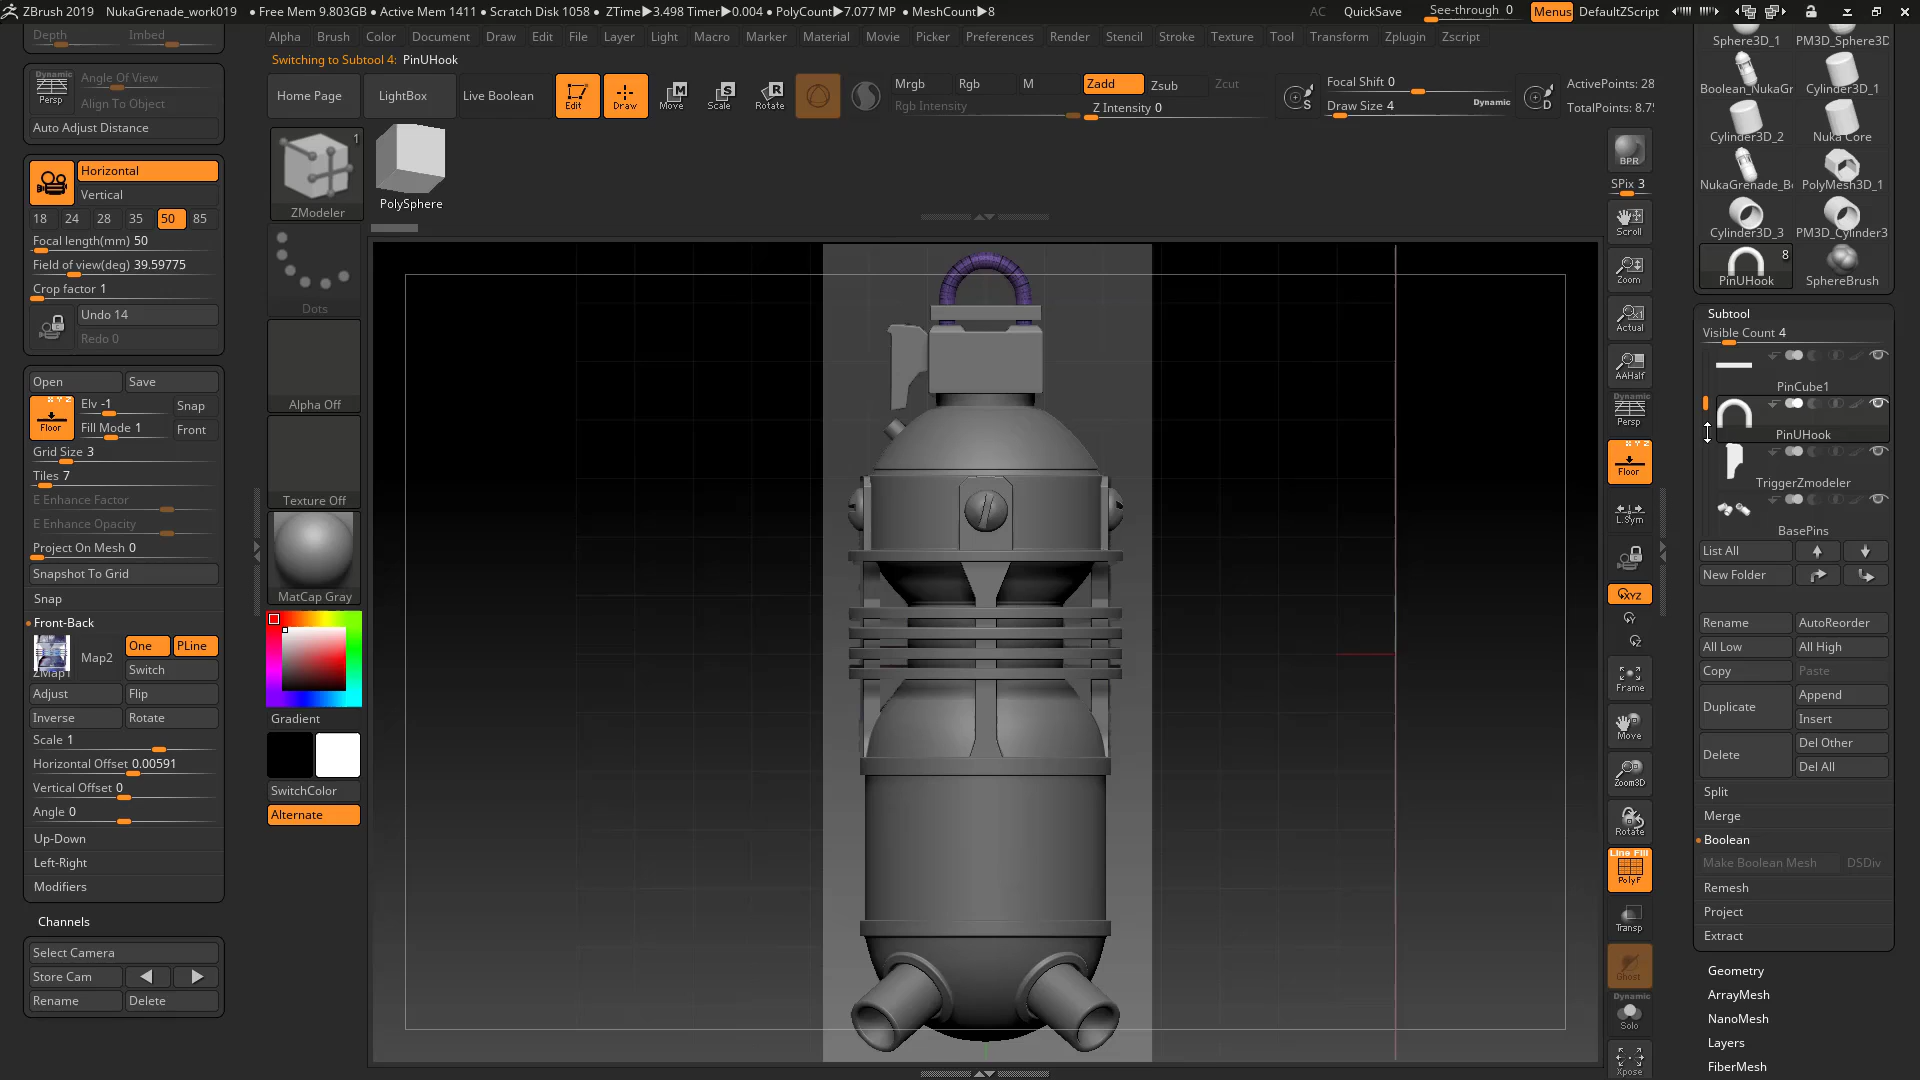 ZBrush 2019 NukaGrenade_work019 • Free Mem 9.803GB • Active Mem 1411 • Scratch Disk 1058 • ZTime▶3.498 Timer▶0.004 • PolyCount▶7.077 MP • MeshCount▶8
AC QuickSave See-through 0 Menus DefaultZScript
Alpha Brush Color Document Draw Edit File Layer Light Macro Marker Material Movie Picker Preferences Render Stencil Stroke Texture Tool Transform Zplugin Zscript
Switching to Subtool 4: PinUHook
Home Page LightBox Live Boolean Edit Draw Move Scale Rotate
Mrgb Rgb M Zadd Zsub Zcut
Rgb Intensity Z Intensity 0
Focal Shift 0
Draw Size 4 Dynamic
ActivePoints: 28
TotalPoints: 8.7
Depth Imbed
Dynamic
Persp
Angle Of View
Align To Object
Auto Adjust Distance
Horizontal
Vertical
18 24 28 35 50 85
Focal length(mm) 50
Field of view(deg) 39.59775
Crop factor 1
Undo 14
Redo 0
Open Save
X Y Z
Floor
Elv -1 Snap
Fill Mode 1 Front
Grid Size 3
Tiles 7
E Enhance Factor
E Enhance Opacity
Project On Mesh 0
Snapshot To Grid
Snap
Front-Back
ZMap1 Map2 One PLine
Switch
Adjust Flip
Inverse Rotate
Scale 1
Horizontal Offset 0.00591
Vertical Offset 0
Angle 0
Up-Down
Left-Right
Modifiers
Channels
Select Camera
Store Cam
Rename Delete
1
ZModeler
PolySphere
Dots
Alpha Off
Texture Off
MatCap Gray
Gradient
SwitchColor
Alternate
BPR
SPix 3
Scroll
Zoom
Actual
AAHalf
Dynamic
Persp
X Y Z
Floor
L.Sym
XYZ
Frame
Move
Zoom3D
Rotate
Line Fill
PolyF
Transp
Ghost
Dynamic
Solo
Xpose
Sphere3D_1 PM3D_Sphere3D
Boolean_NukaGr Cylinder3D_1
Cylinder3D_2 Nuka Core
NukaGrenade_Bo PolyMesh3D_1
Cylinder3D_3 PM3D_Cylinder3
8
PinUHook SphereBrush
Subtool
Visible Count 4
PinCube1
PinUHook
TriggerZmodeler
BasePins
List All
New Folder
Rename AutoReorder
All Low All High
Copy Paste
Duplicate Append
Insert
Delete Del Other
Del All
Split
Merge
Boolean
Make Boolean Mesh DSDiv
Remesh
Project
Extract
Geometry
ArrayMesh
NanoMesh
Layers
FiberMesh